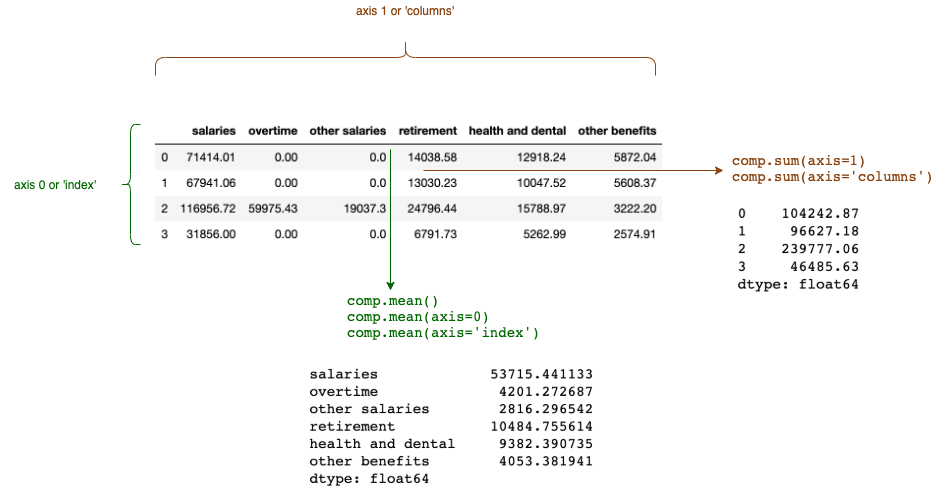 axis 1 or 'columns'
salaries overtime other salaries retirement health and dental other benefits
0 71414.01 0.00 0.0 14038.58 12918.24 5872.04
1 67941.06 0.00 0.0 13030.23 10047.52 5608.37
2 116956.72 59975.43 19037.3 24796.44 15788.97 3222.20
3 31856.00 0.00 0.0 6791.73 5262.99 2574.91
axis 0 or 'index'
comp.sum(axis=1)
comp.sum(axis='columns')
0 104242.87
1 96627.18
2 239777.06
3 46485.63
dtype: float64
comp.mean()
comp.mean(axis=0)
comp.mean(axis='index')
salaries 53715.441133
overtime 4201.272687
other salaries 2816.296542
retirement 10484.755614
health and dental 9382.390735
other benefits 4053.381941
dtype: float64